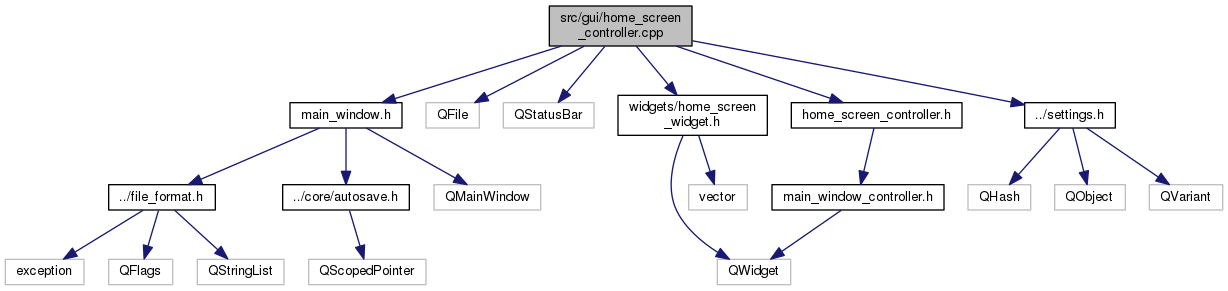 src/gui/home_screen
_controller.cpp
main_window.h
QFile
QStatusBar
widgets/home_screen
_widget.h
home_screen_controller.h
../settings.h
../file_format.h
../core/autosave.h
QMainWindow
vector
main_window_controller.h
QHash
QObject
QVariant
exception
QFlags
QStringList
QScopedPointer
QWidget